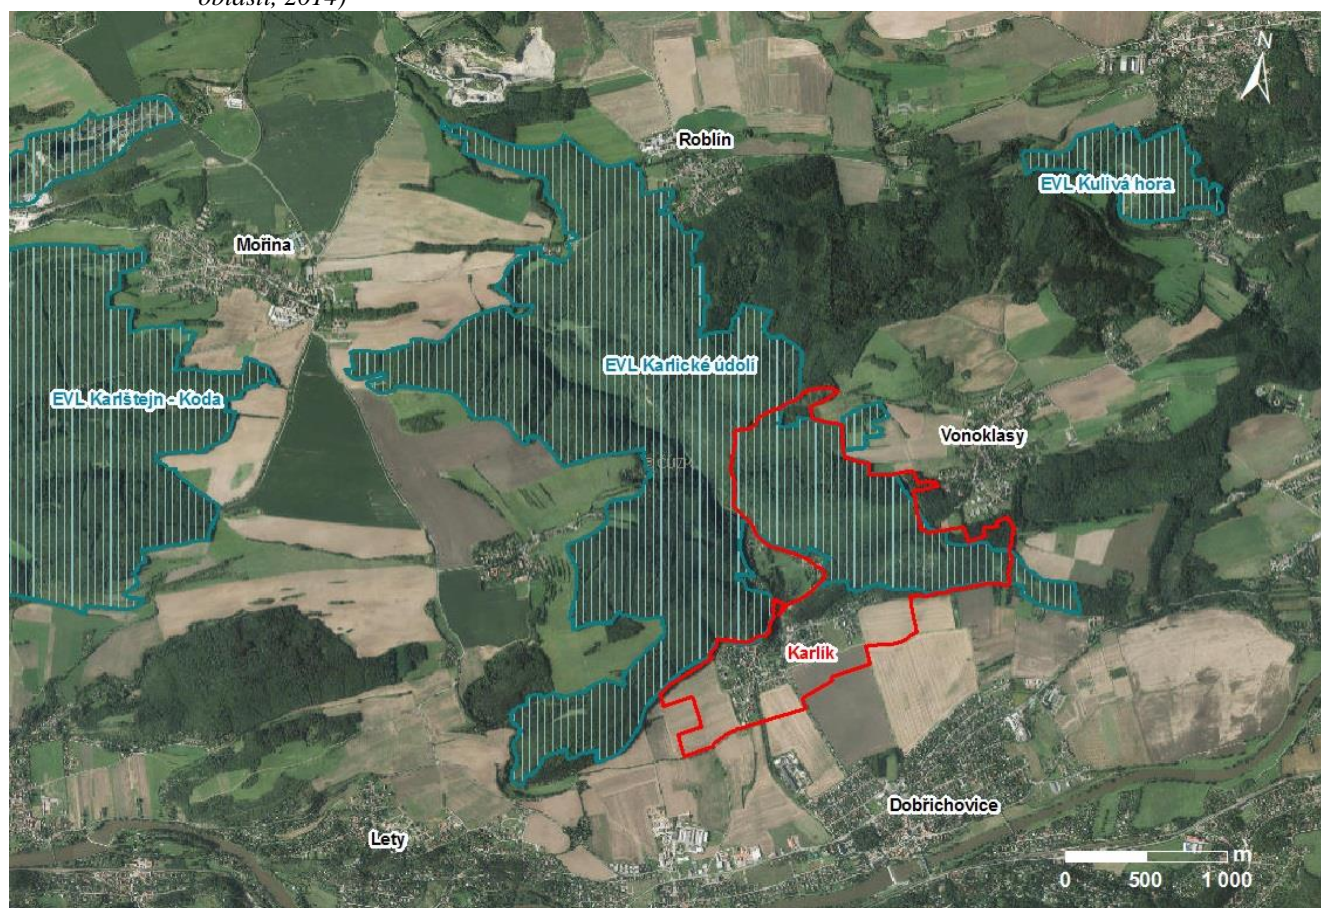 oblastí, 2014)
N
Roblín
EVL Kulivá hora
Mořina
EVL Karlické údolí
EVL Karlštejn - Koda
Vonoklasy
Karlík
Dobřichovice
Lety
m
0 500 1 000